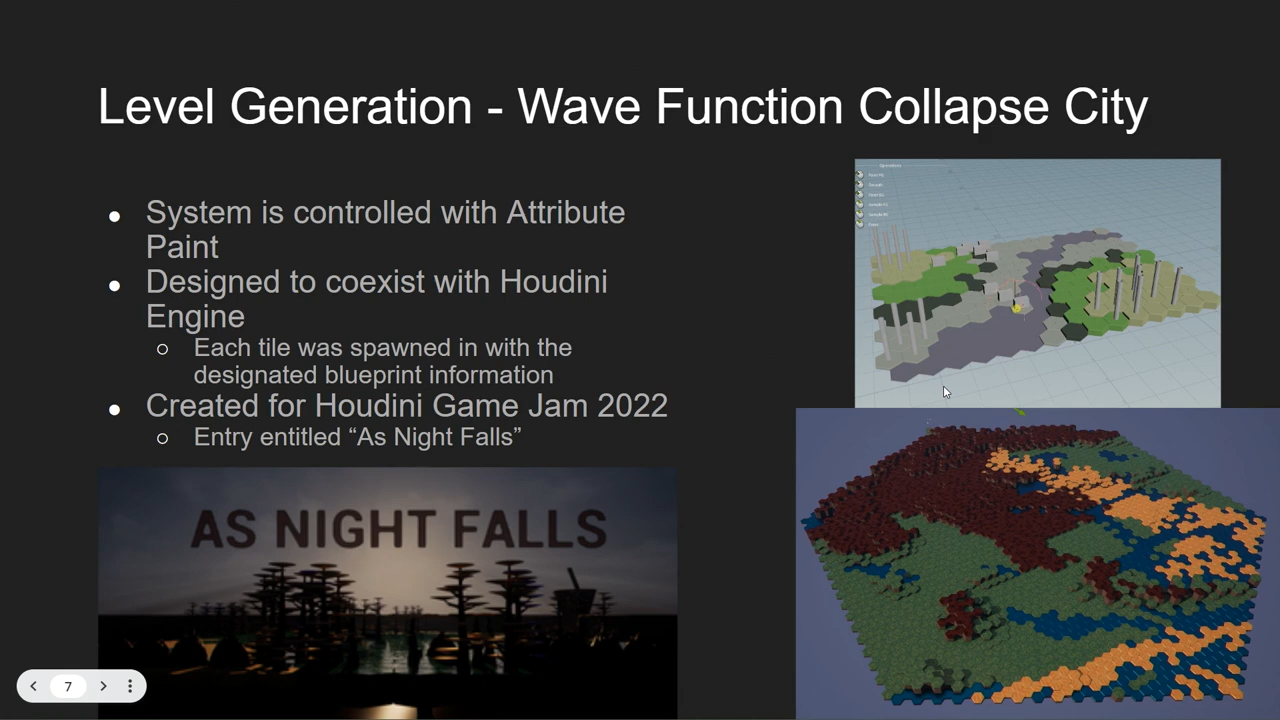 Level Generation - Wave Function Collapse City
● System is controlled with Attribute
Paint
● Designed to coexist with Houdini
Engine
○ Each tile was spawned in with the
designated blueprint information
● Created for Houdini Game Jam 2022
○ Entry entitled “As Night Falls”
AS NIGHT FALLS
7